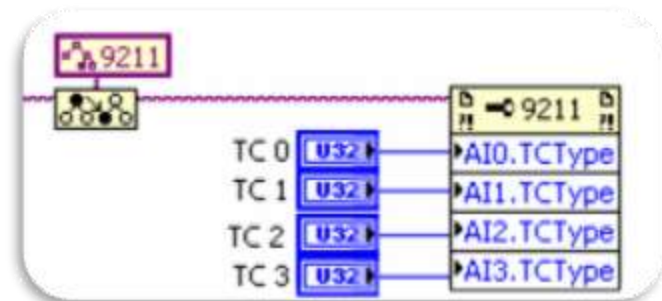 9211
9211
TC 0 U32 AI0.TCType
TC 1 U32 AI1.TCType
TC 2 U32 AI2.TCType
TC 3 U32 AI3.TCType